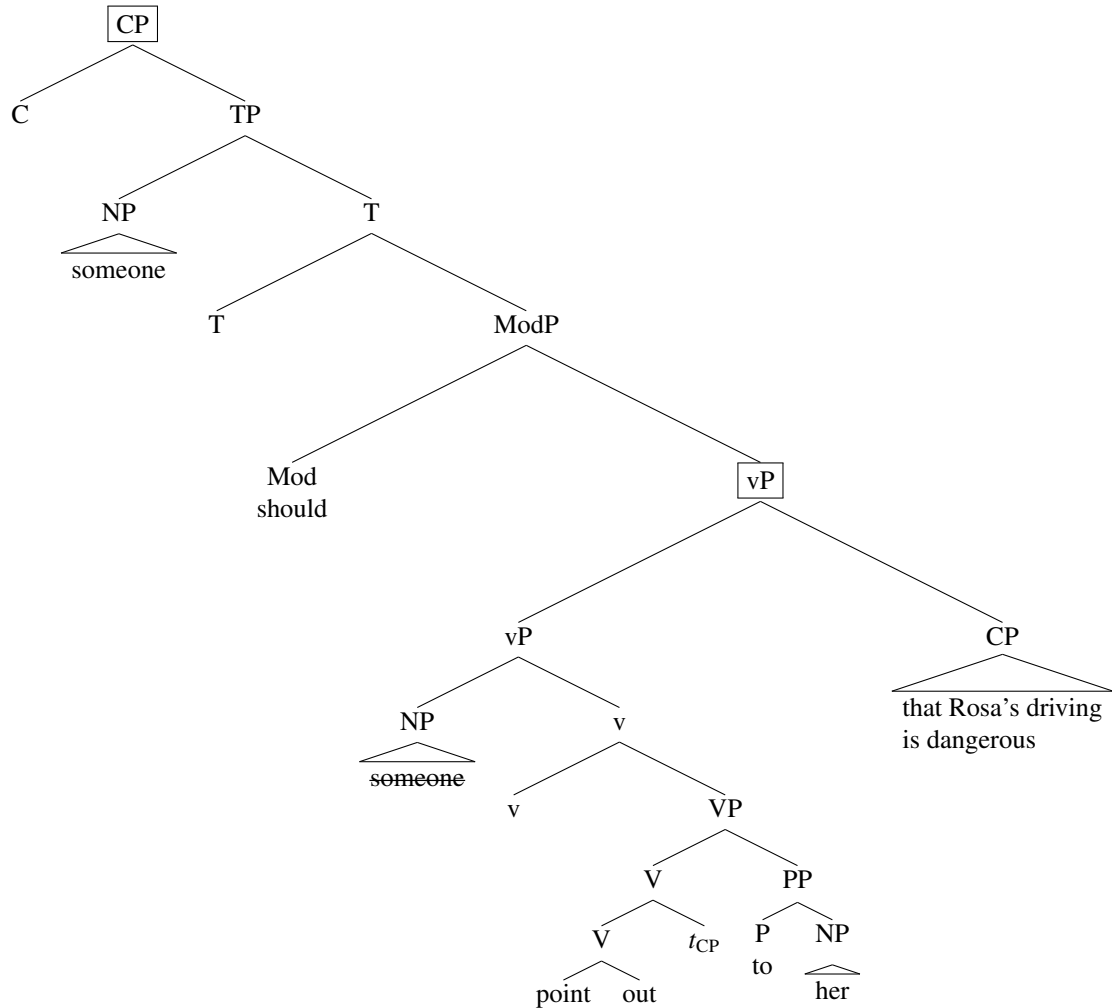 CP
C TP
NP T
someone
T ModP
Mod vP
should
vP CP
that Rosa's driving
is dangerous
NP v
someone
v VP
V PP
V tCP P NP
to
point out her